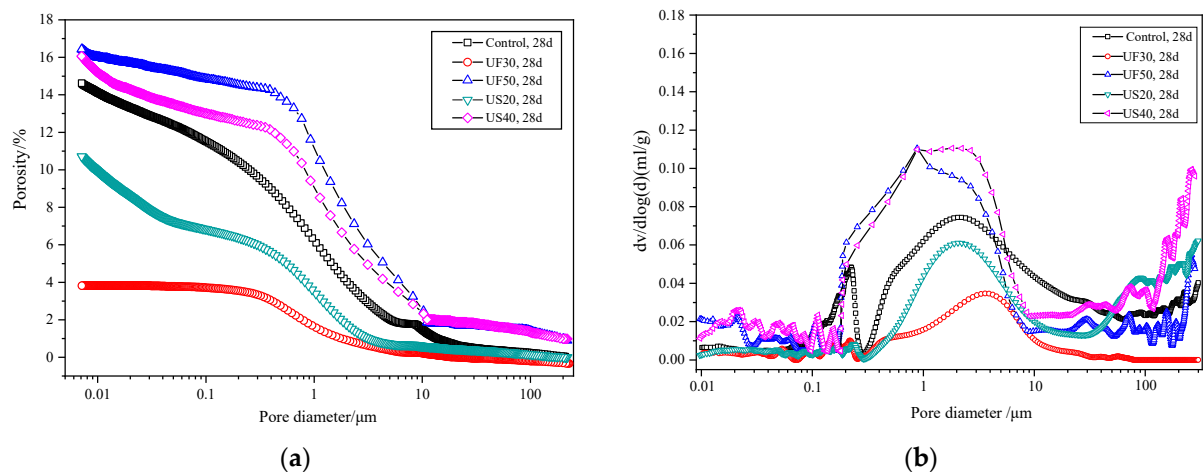 18
16
14
12
10
8
6
4
2
0
Porosity/%
0.01 0.1 1 10 100
Pore diameter/μm
Control, 28d
UF30, 28d
UF50, 28d
US20, 28d
US40, 28d
(a)
0.18
0.16
0.14
0.12
0.10
0.08
0.06
0.04
0.02
0.00
dv/dlog(d)(ml/g)
0.01 0.1 1 10 100
Pore diameter /μm
Control, 28d
UF30, 28d
UF50, 28d
US20, 28d
US40, 28d
(b)